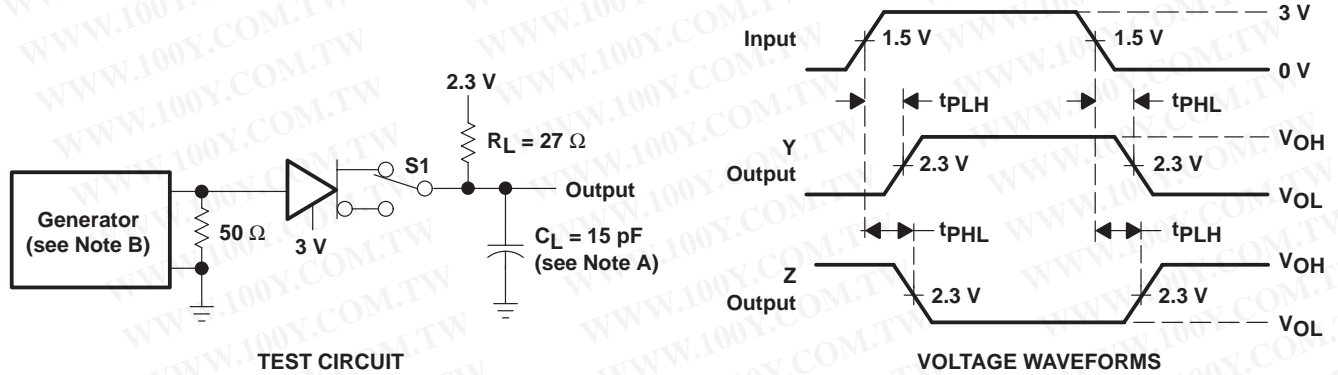 2.3 V
RL = 27 Ω
S1
Output
Generator
(see Note B)
50 Ω
3 V
CL = 15 pF
(see Note A)
TEST CIRCUIT
Input
1.5 V
1.5 V
3 V
0 V
tPLH
tPHL
Y
Output
2.3 V
2.3 V
VOH
VOL
tPHL
tPLH
Z
Output
2.3 V
2.3 V
VOH
VOL
VOLTAGE WAVEFORMS
WWW.100Y.COM.TW